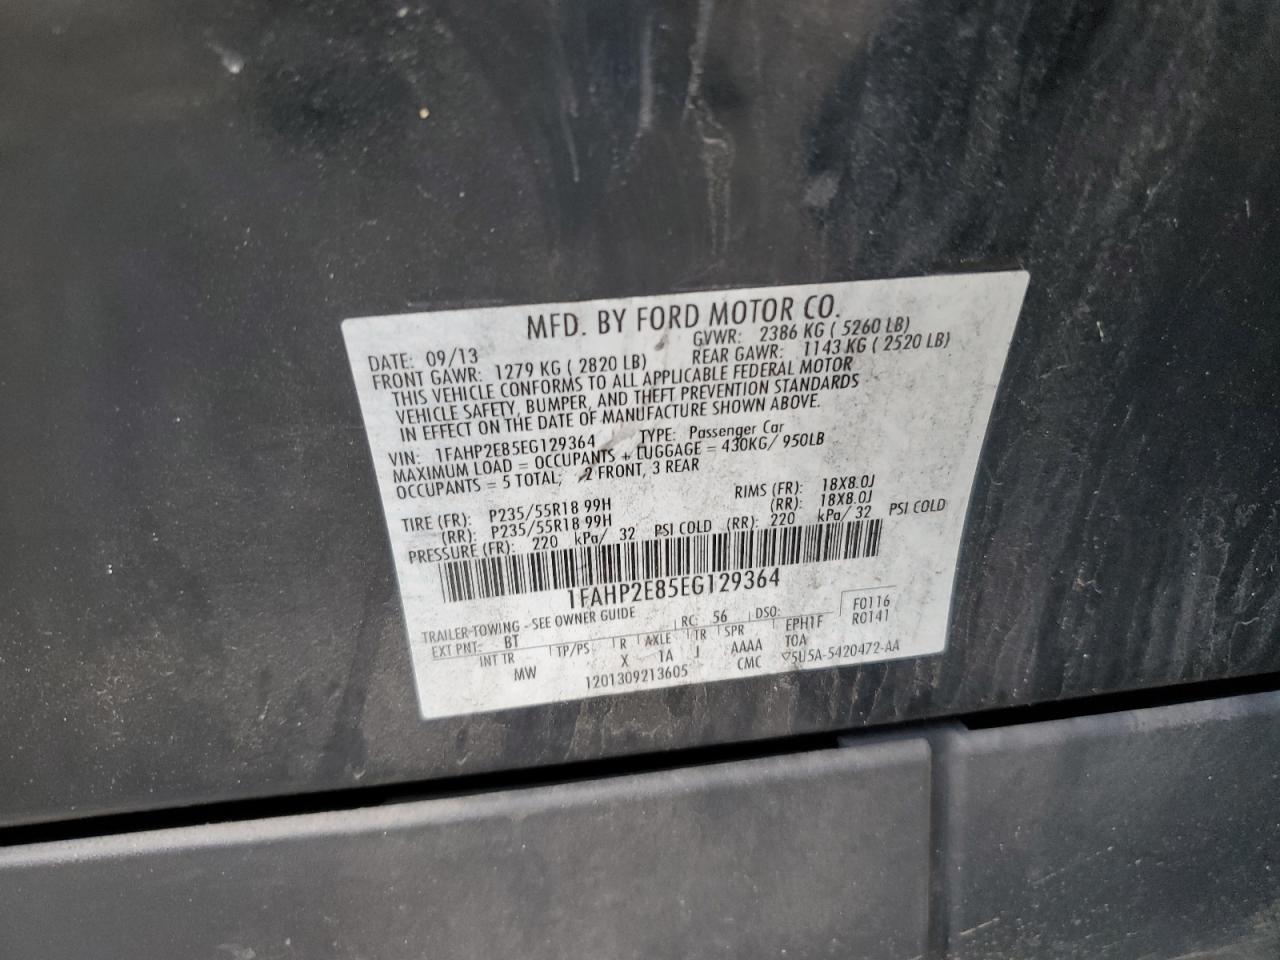 MFD. BY FORD MOTOR CO.
DATE: 09/13 GVWR: 2386 KG ( 5260 LB)
FRONT GAWR: 1279 KG ( 2820 LB) REAR GAWR: 1143 KG ( 2520 LB)
THIS VEHICLE CONFORMS TO ALL APPLICABLE FEDERAL MOTOR
VEHICLE SAFETY, BUMPER, AND THEFT PREVENTION STANDARDS
IN EFFECT ON THE DATE OF MANUFACTURE SHOWN ABOVE.
VIN: 1FAHP2E85EG129364 TYPE: Passenger Car
MAXIMUM LOAD = OCCUPANTS + LUGGAGE = 430KG/ 950LB
OCCUPANTS = 5 TOTAL; 2 FRONT, 3 REAR
TIRE (FR): P235/55R18 99H RIMS (FR): 18X8.0J
(RR): P235/55R18 99H (RR): 18X8.0J
PRESSURE (FR): 220 kPa/ 32 PSI COLD (RR): 220 kPa/ 32 PSI COLD
1FAHP2E85EG129364
TRAILER-TOWING - SEE OWNER GUIDE
EXT PNT: BT RC: 56 DSO: F0116
INT TR TP/PS R AXLE TR SPR EPH1F R0141
MW X 1A J AAAA TOA
1201309213605 CMC 5U5A-5420472-AA